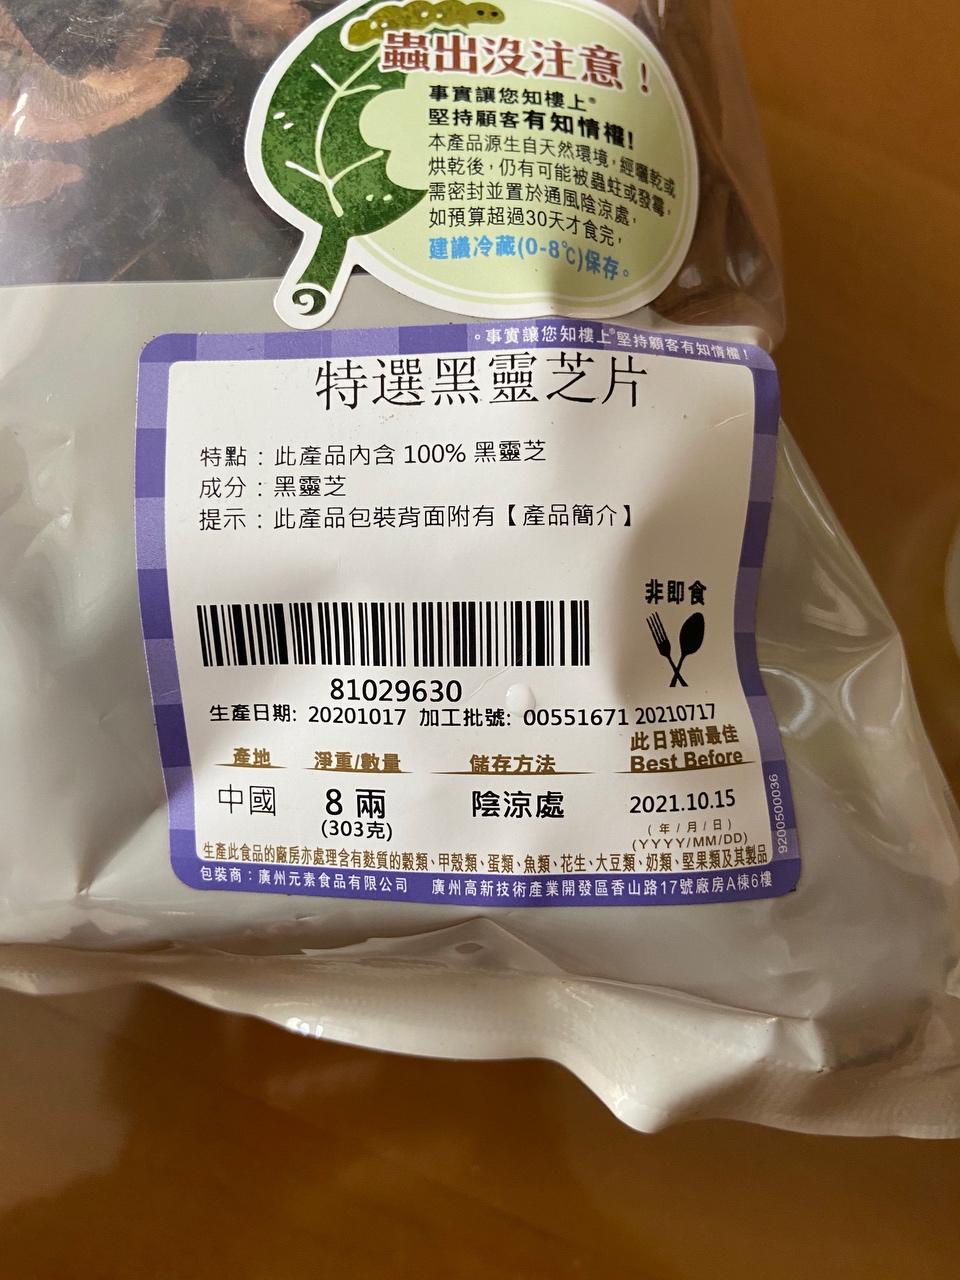 蟲出沒注意！
事實讓您知樓上®
堅持顧客有知情權!
本產品源生自天然環境，經曬乾或
烘乾後，仍有可能被蟲蛀或發霉，
需密封並置於通風陰涼處，
如預算超過30天才食完，
建議冷藏(0-8℃)保存。
。事實讓您知樓上®堅持顧客有知情權！
特選黑靈芝片
特點：此產品內含 100% 黑靈芝
成分：黑靈芝
提示：此產品包裝背面附有【產品簡介】
非即食
81029630
生產日期: 20201017 加工批號: 00551671 20210717
產地 淨重/數量 儲存方法 此日期前最佳
Best Before
中國 8 兩 陰涼處 2021.10.15
(303克) (年/月/日)
(YYYY/MM/DD)
9200500036
生產此食品的廠房亦處理含有麩質的穀類、甲殼類、蛋類、魚類、花生、大豆類、奶類、堅果類及其製品
包裝商：廣州元素食品有限公司 廣州高新技術產業開發區香山路17號廠房A棟6樓